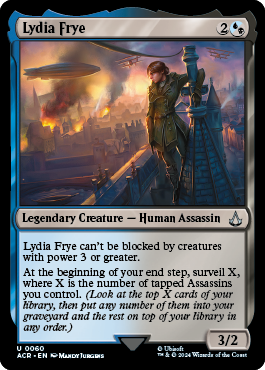 Lydia Frye 2
Legendary Creature — Human Assassin
Lydia Frye can't be blocked by creatures
with power 3 or greater.
At the beginning of your end step, surveil X,
where X is the number of tapped Assassins
you control. (Look at the top X cards of your
library, then put any number of them into your
graveyard and the rest on top of your library in
any order.)
3/2
U 0060
ACR • EN Mandy Jurgens
™ & © 2024 Wizards of the Coast
© Ubisoft